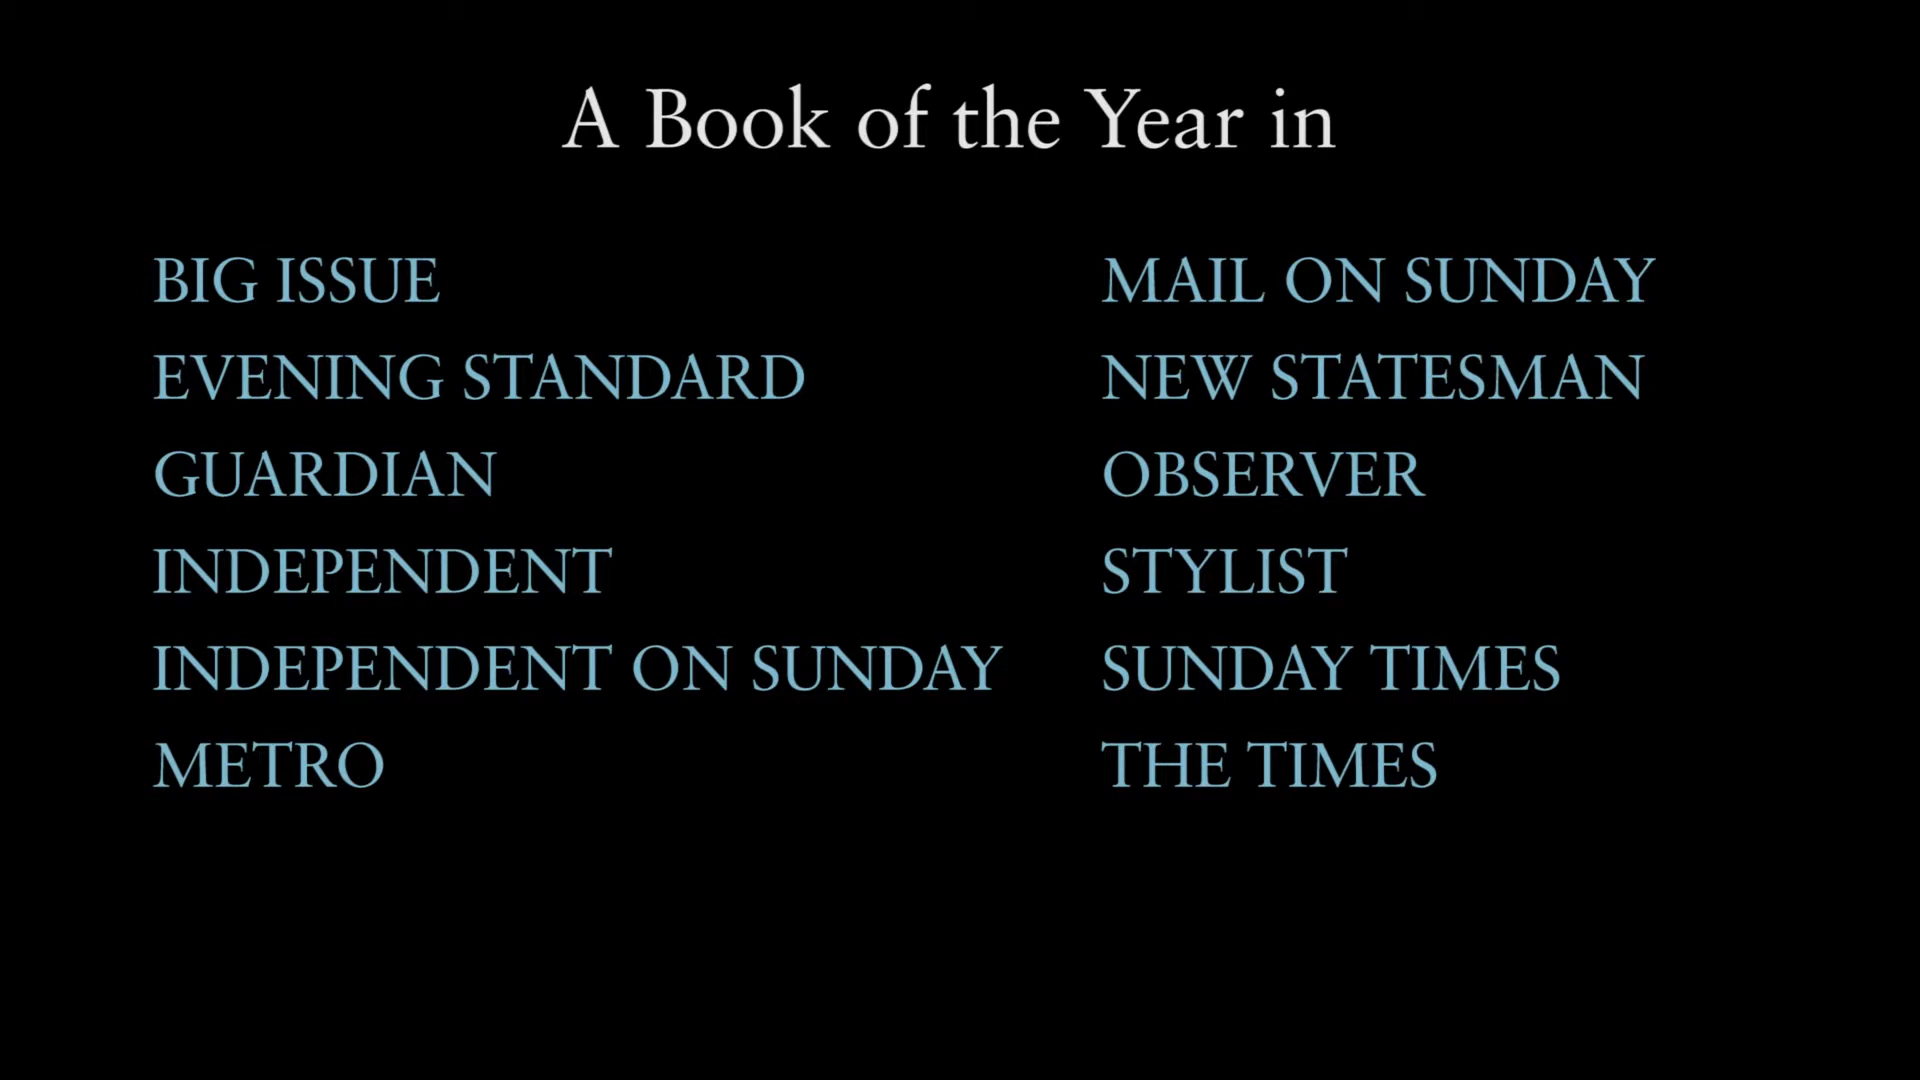 A Book of the Year in
BIG ISSUE
EVENING STANDARD
GUARDIAN
INDEPENDENT
INDEPENDENT ON SUNDAY
METRO
MAIL ON SUNDAY
NEW STATESMAN
OBSERVER
STYLIST
SUNDAY TIMES
THE TIMES